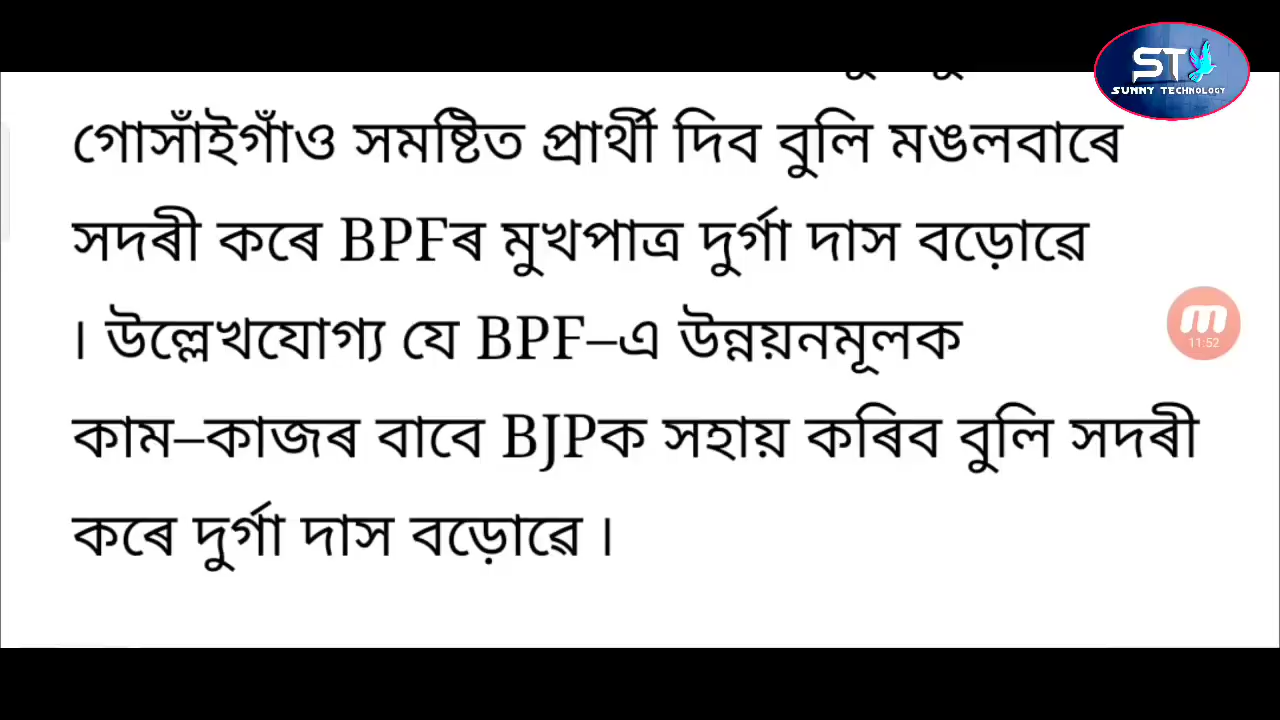 ST
SUNNY TECHNOLOGY
গোসাঁইগাঁও সমষ্টিত প্ৰাৰ্থী দিব বুলি মঙলবাৰে
সদৰী কৰে BPFৰ মুখপাত্ৰ দুৰ্গা দাস বড়োৱে
। উল্লেখযোগ্য যে BPF–এ উন্নয়নমূলক
11:52
কাম–কাজৰ বাবে BJPক সহায় কৰিব বুলি সদৰী
কৰে দুৰ্গা দাস বড়োৱে ।